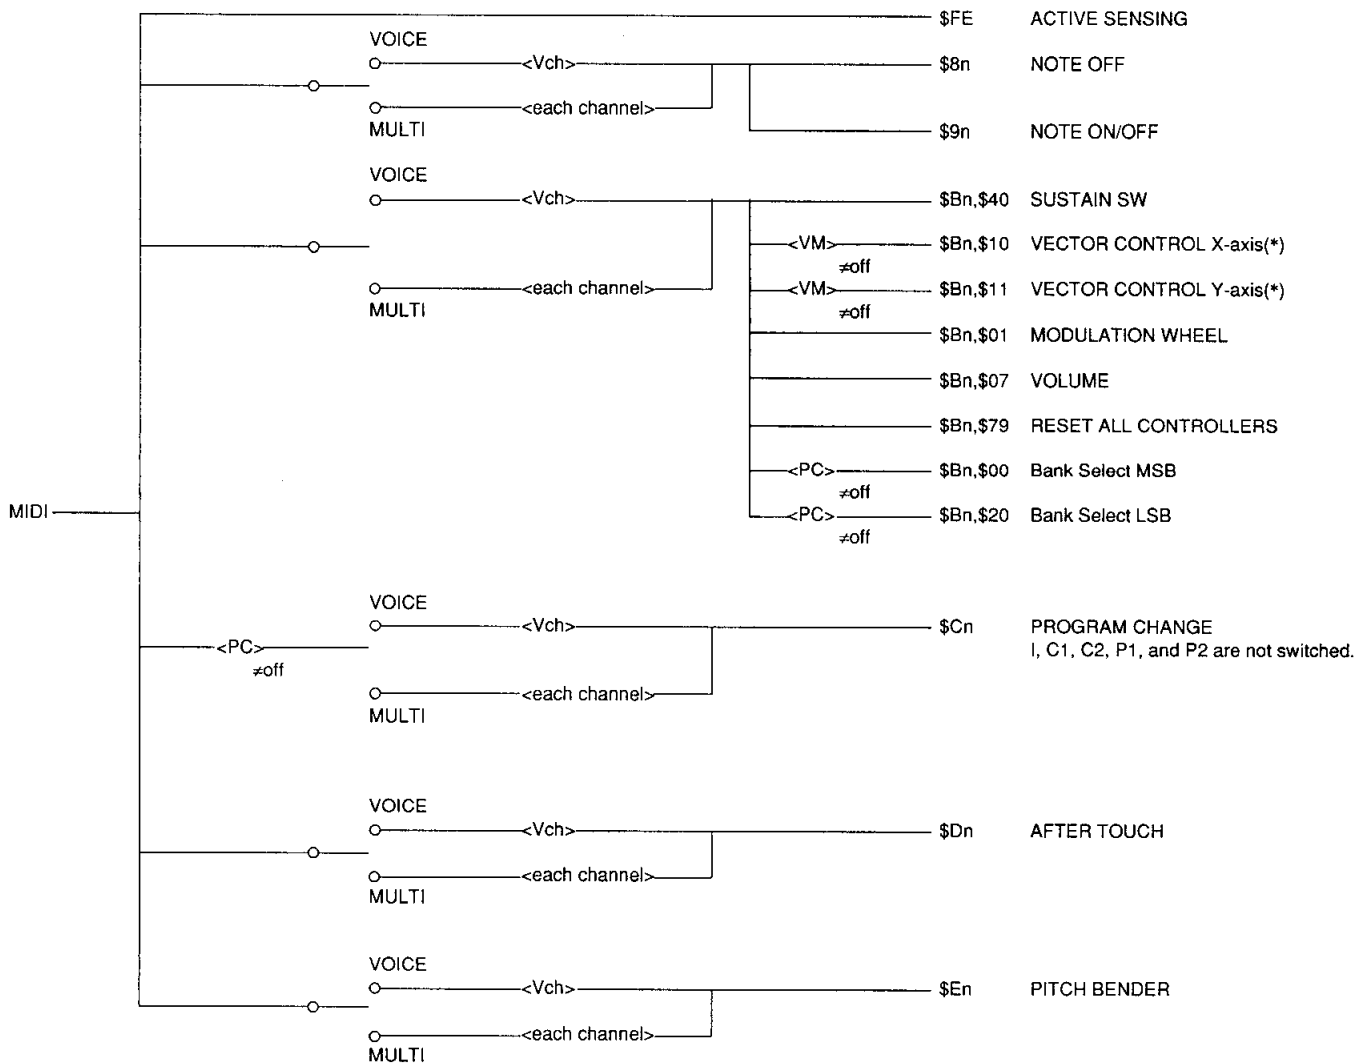 $FE ACTIVE SENSING
VOICE
<Vch> $8n NOTE OFF
<each channel>
MULTI
$9n NOTE ON/OFF
VOICE
<Vch> $Bn,$40 SUSTAIN SW
<VM> $Bn,$10 VECTOR CONTROL X-axis(*)
≠off
<each channel> <VM> $Bn,$11 VECTOR CONTROL Y-axis(*)
MULTI ≠off
$Bn,$01 MODULATION WHEEL
$Bn,$07 VOLUME
$Bn,$79 RESET ALL CONTROLLERS
<PC> $Bn,$00 Bank Select MSB
≠off
MIDI <PC> $Bn,$20 Bank Select LSB
≠off
VOICE
<Vch> $Cn PROGRAM CHANGE
<PC> I, C1, C2, P1, and P2 are not switched.
≠off
<each channel>
MULTI
VOICE
<Vch> $Dn AFTER TOUCH
<each channel>
MULTI
VOICE
<Vch> $En PITCH BENDER
<each channel>
MULTI